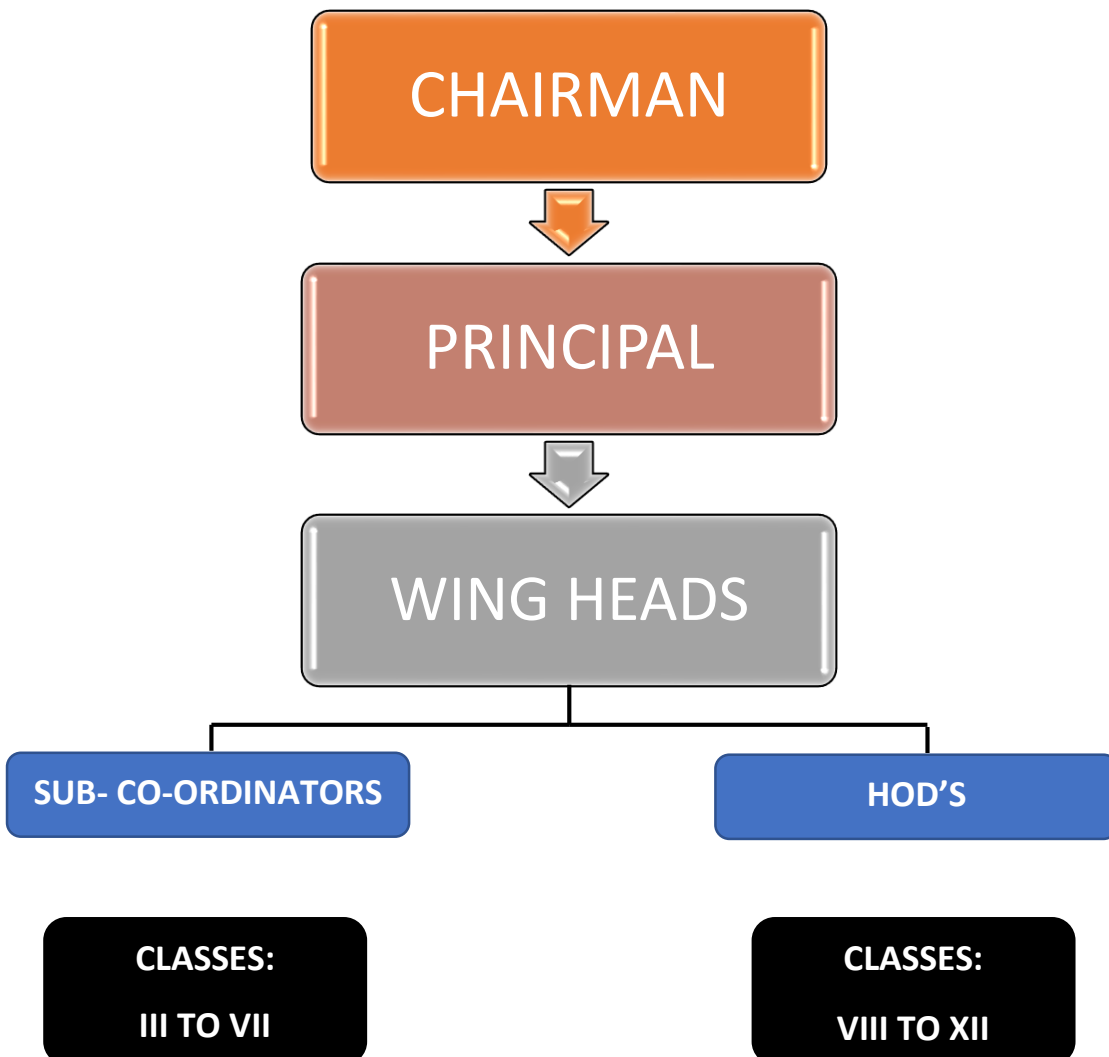 CHAIRMAN
PRINCIPAL
WING HEADS
SUB- CO-ORDINATORS
HOD’S
CLASSES:
III TO VII
CLASSES:
VIII TO XII